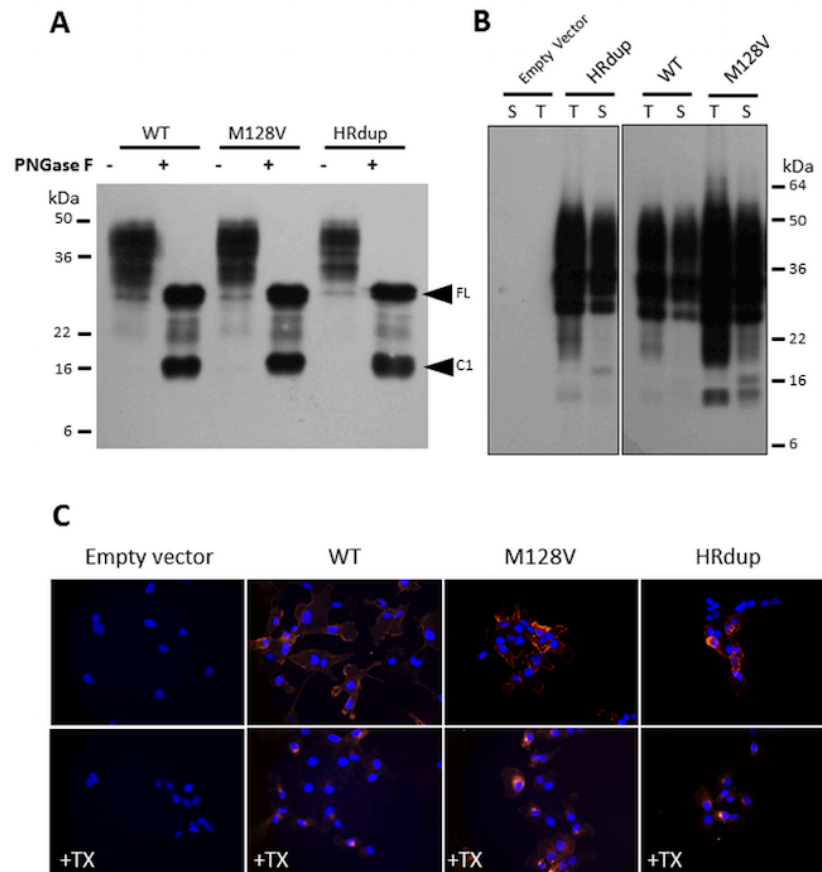 A
WT M128V HRdup
PNGase F - + - + - +
kDa
50
36
FL
22
16
C1
6
B
Empty Vector HRdup WT M128V
S T T S T S T S
kDa
64
50
36
22
16
6
C
Empty vector WT M128V HRdup
+TX +TX +TX +TX